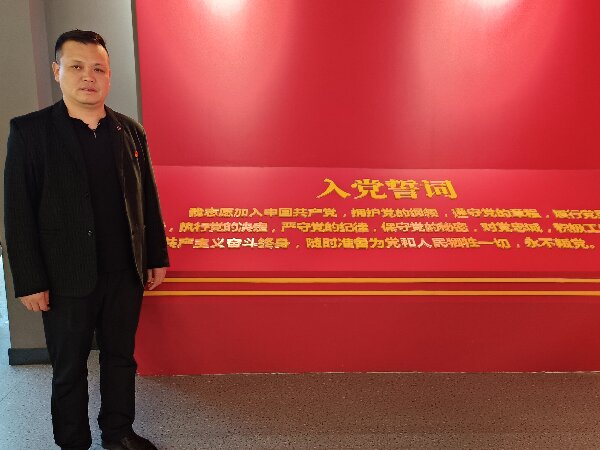 入党誓词
我志愿加入中国共产党，拥护党的纲领，遵守党的章程，履行党
，执行党的决定，严守党的纪律，保守党的秘密，对党忠诚，积极工
共产主义奋斗终身，随时准备为党和人民牺牲一切，永不叛党。